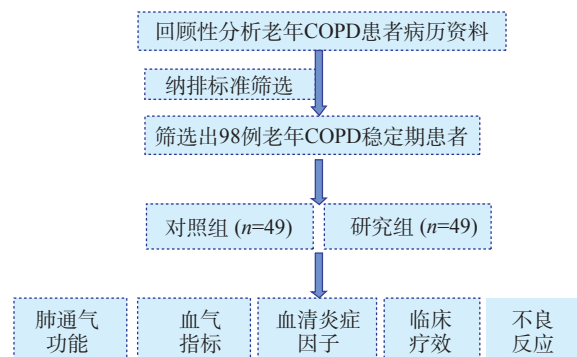 回顾性分析老年COPD患者病历资料
纳排标准筛选
筛选出98例老年COPD稳定期患者
对照组 (n=49)
研究组 (n=49)
肺通气
功能
血气
指标
血清炎症
因子
临床
疗效
不良
反应